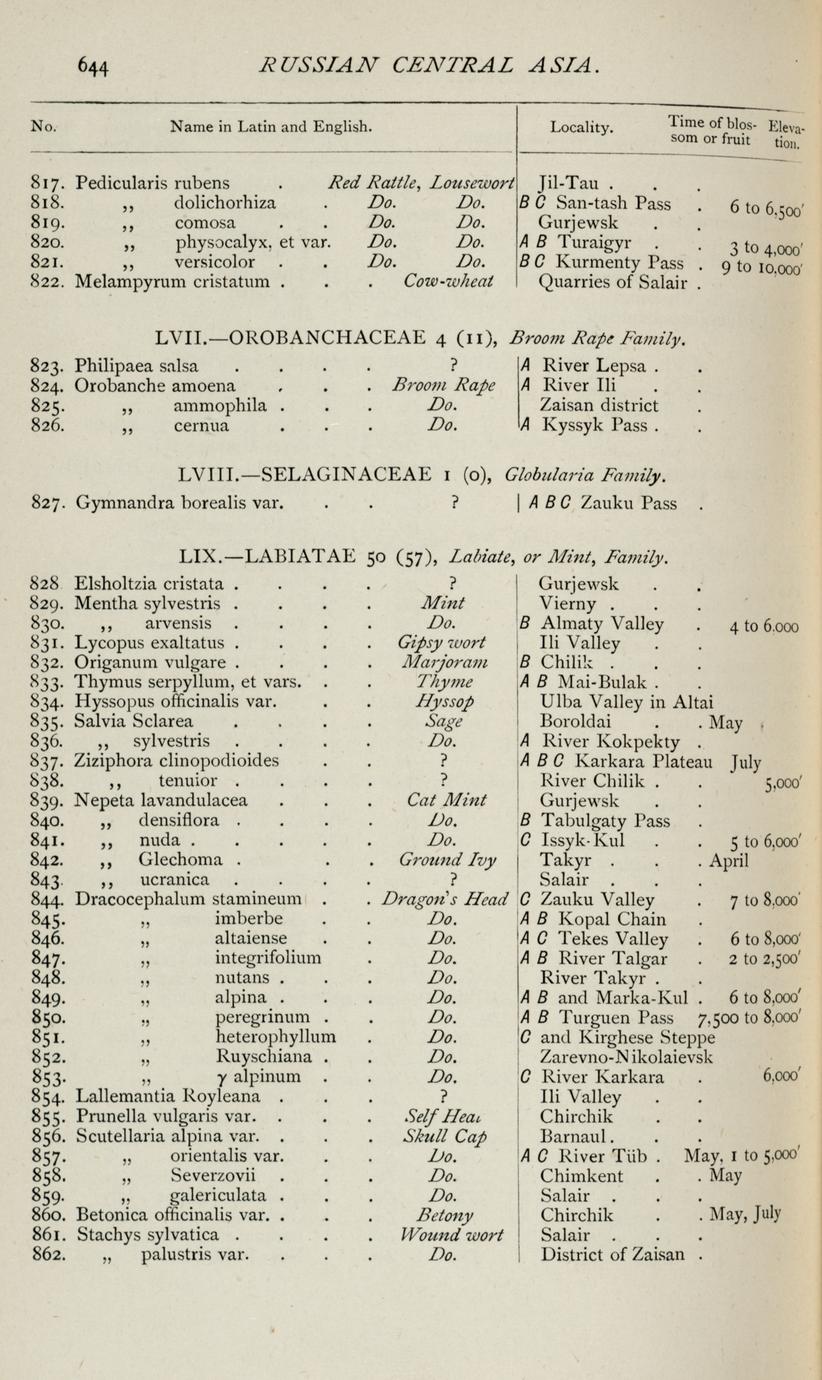 644 RUSSIAN CENTRAL ASIA.
No. Name in Latin and English. Locality. Time of blos- Eleva-
som or fruit tion.
817. Pedicularis rubens . Red Rattle, Lousewort Jil-Tau . . .
818. ,, dolichorhiza . Do. Do. B C San-tash Pass . 6 to 6,500'
819. ,, comosa . . Do. Do. Gurjewsk . .
820. ,, physocalyx, et var. Do. Do. A B Turaigyr . . 3 to 4,000'
821. ,, versicolor . . Do. Do. B C Kurmenty Pass . 9 to 10,000'
822. Melampyrum cristatum . . . Cow-wheat Quarries of Salair .
LVII.—OROBANCHACEAE 4 (11), Broom Rape Family.
823. Philipaea salsa . . . . ? A River Lepsa . .
824. Orobanche amoena . . . Broom Rape A River Ili . .
825. ,, ammophila . . . Do. Zaisan district .
826. ,, cernua . . . Do. A Kyssyk Pass . .
LVIII.—SELAGINACEAE 1 (0), Globularia Family.
827. Gymnandra borealis var. . . ? A B C Zauku Pass .
LIX.—LABIATAE 50 (57), Labiate, or Mint, Family.
828 Elsholtzia cristata . . . . ? Gurjewsk . .
829. Mentha sylvestris . . . . Mint Vierny . . .
830. ,, arvensis . . . . Do. B Almaty Valley . 4 to 6.000
831. Lycopus exaltatus . . . . Gipsy wort Ili Valley . .
832. Origanum vulgare . . . . Marjoram B Chilik . . .
833. Thymus serpyllum, et vars. . . Thyme A B Mai-Bulak . .
834. Hyssopus officinalis var. . . Hyssop Ulba Valley in Altai
835. Salvia Sclarea . . . . Sage Boroldai . . May
836. ,, sylvestris . . . . Do. A River Kokpekty .
837. Ziziphora clinopodioides . . ? A B C Karkara Plateau July
838. ,, tenuior . . . . ? River Chilik . . 5,000'
839. Nepeta lavandulacea . . . Cat Mint Gurjewsk . .
840. ,, densiflora . . . . Do. B Tabulgaty Pass .
841. ,, nuda . . . . . Do. C Issyk-Kul . . 5 to 6,000'
842. ,, Glechoma . . . Ground Ivy Takyr . . . April
843. ,, ucranica . . . . ? Salair . . .
844. Dracocephalum stamineum . . Dragon's Head C Zauku Valley . 7 to 8,000'
845. ,, imberbe . . Do. A B Kopal Chain .
846. ,, altaiense . . Do. A C Tekes Valley . 6 to 8,000'
847. ,, integrifolium . Do. A B River Talgar . 2 to 2,500'
848. ,, nutans . . . Do. River Takyr . .
849. ,, alpina . . . Do. A B and Marka-Kul . 6 to 8,000'
850. ,, peregrinum . . Do. A B Turguen Pass 7,500 to 8,000'
851. ,, heterophyllum . Do. C and Kirghese Steppe
852. ,, Ruyschiana . . Do. Zarevno-Nikolaievsk
853. ,, γ alpinum . . Do. C River Karkara . 6,000'
854. Lallemantia Royleana . . . ? Ili Valley . .
855. Prunella vulgaris var. . . . Self Heal Chirchik . .
856. Scutellaria alpina var. . . . Skull Cap Barnaul . . .
857. ,, orientalis var. . . Do. A C River Tüb . May, 1 to 5,000'
858. ,, Severzovii . . . Do. Chimkent . . May
859. ,, galericulata . . . Do. Salair . . .
860. Betonica officinalis var. . . . Betony Chirchik . . May, July
861. Stachys sylvatica . . . . Wound wort Salair . . .
862. ,, palustris var. . . . Do. District of Zaisan .